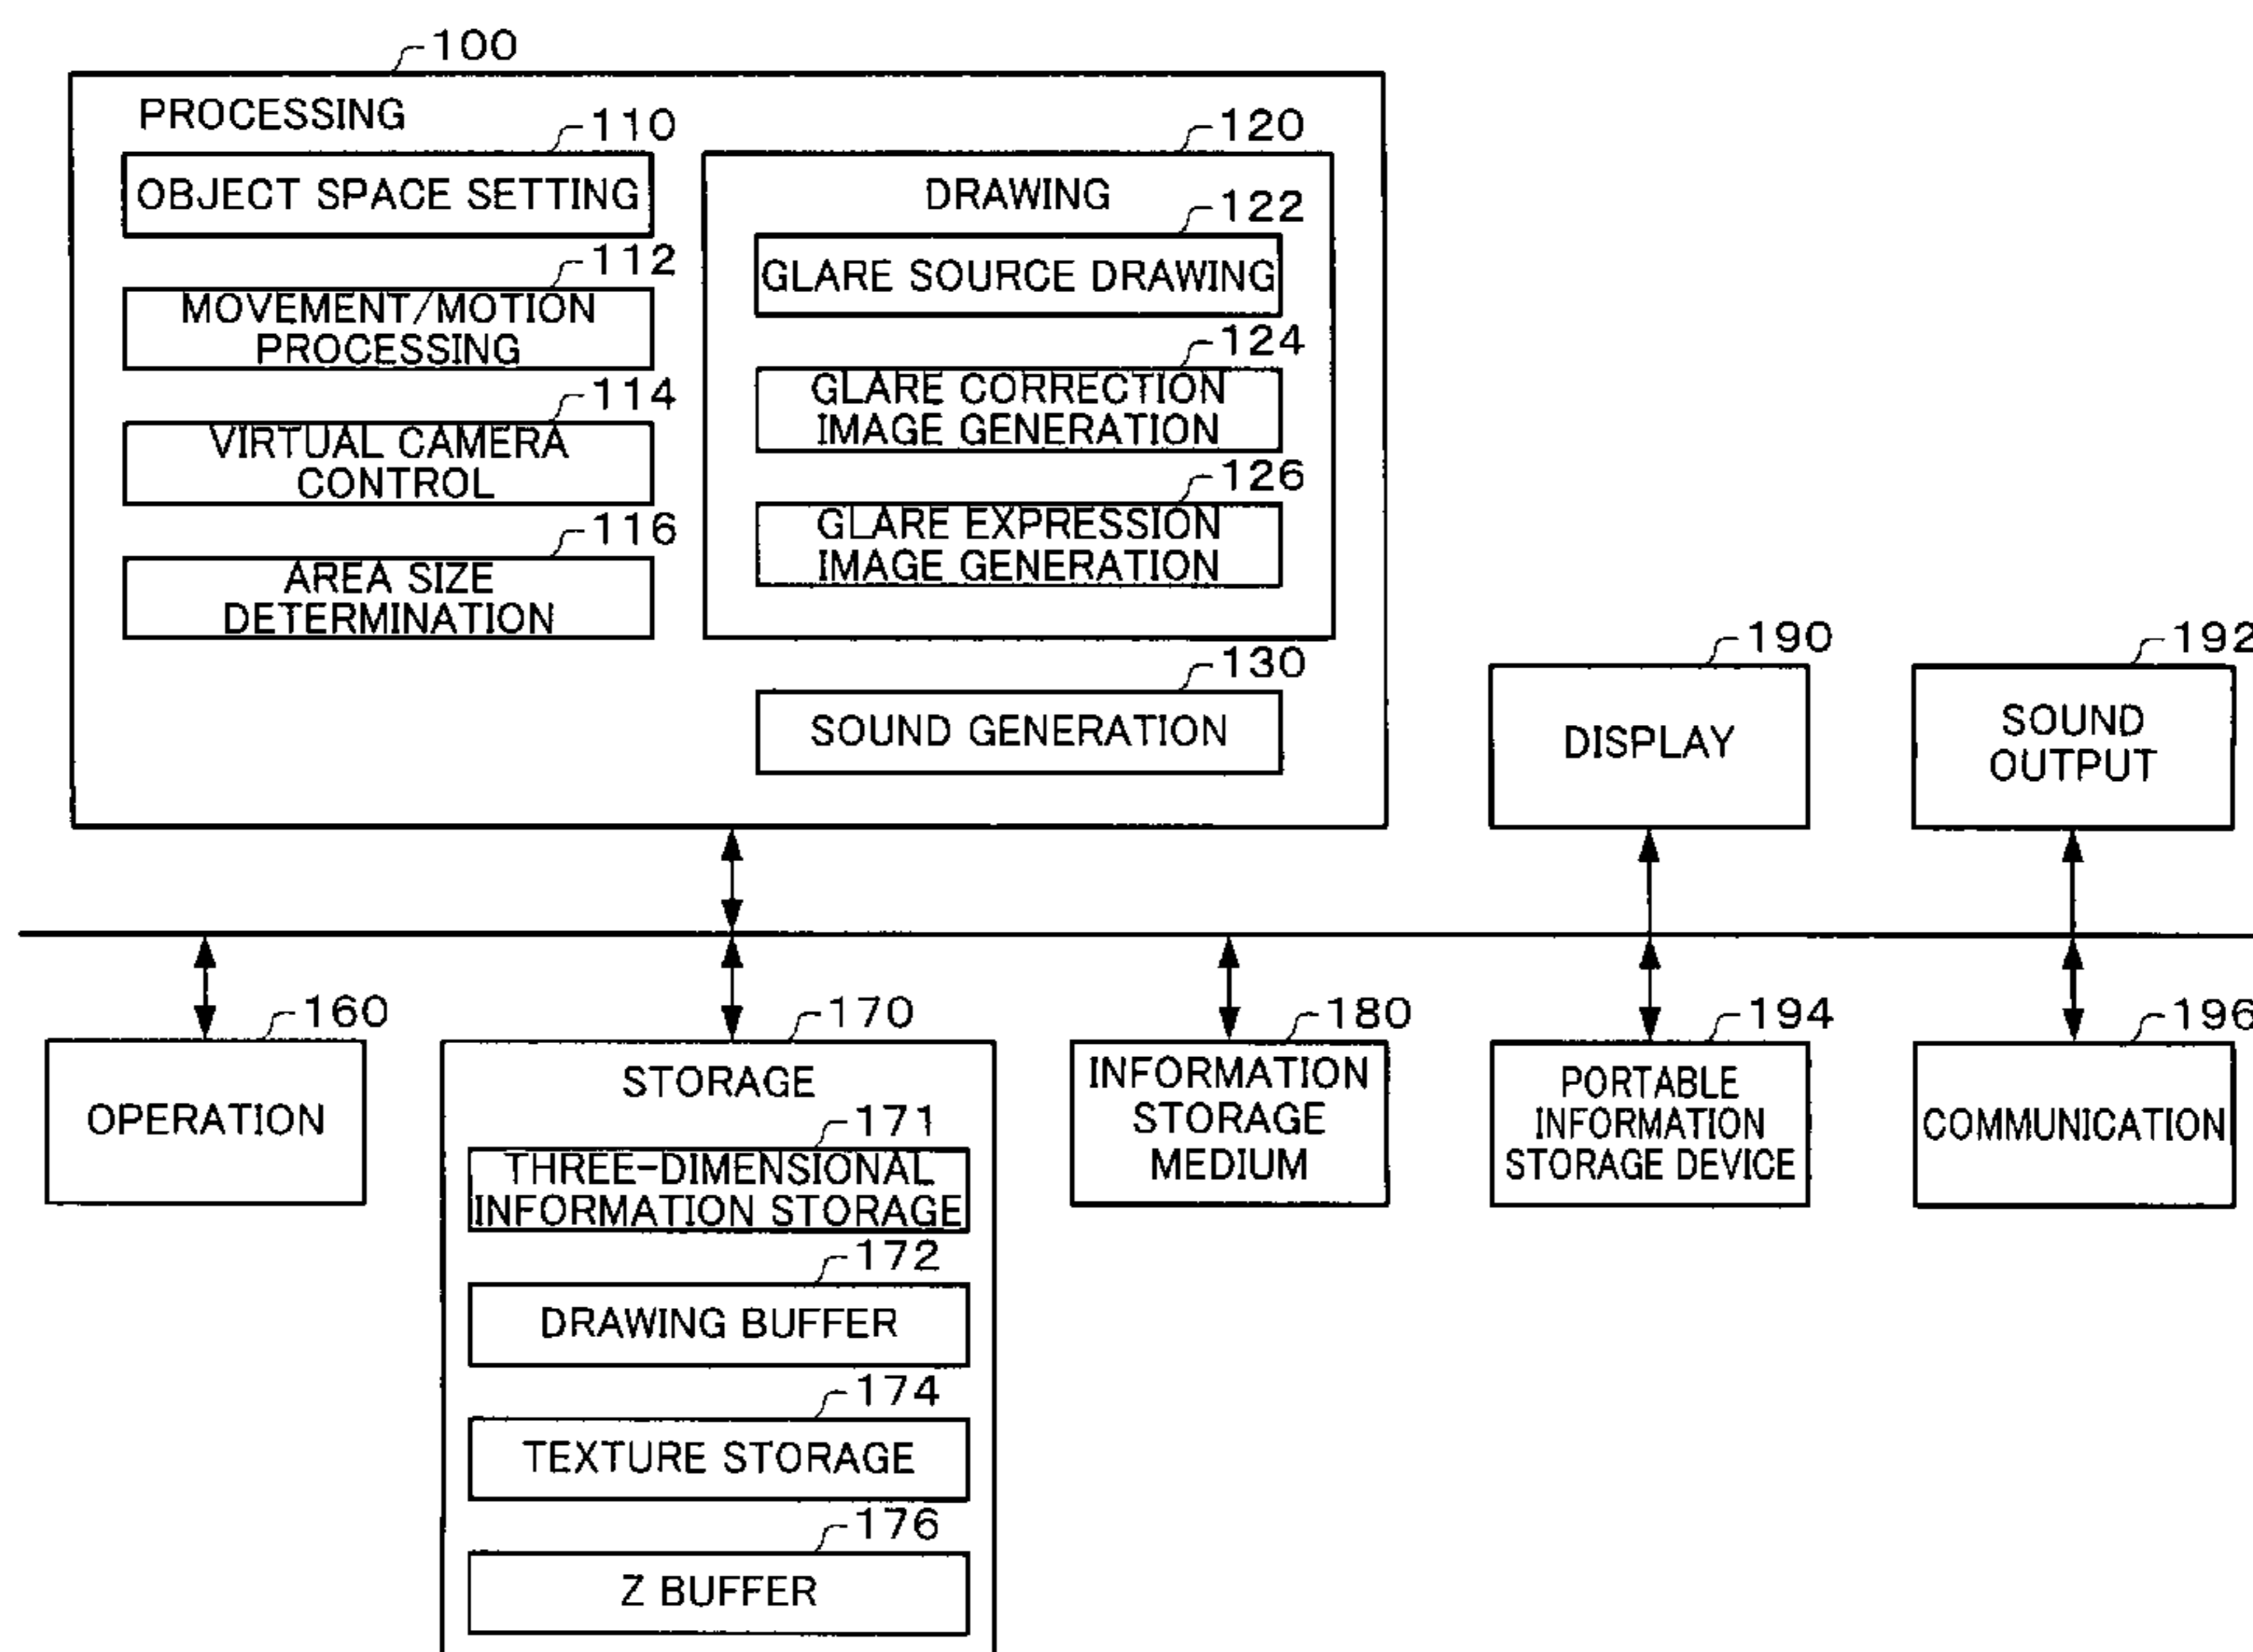 100
PROCESSING
110
OBJECT SPACE SETTING
112
MOVEMENT/MOTION
PROCESSING
114
VIRTUAL CAMERA
CONTROL
116
AREA SIZE
DETERMINATION
120
DRAWING
122
GLARE SOURCE DRAWING
124
GLARE CORRECTION
IMAGE GENERATION
126
GLARE EXPRESSION
IMAGE GENERATION
130
SOUND GENERATION
190
DISPLAY
192
SOUND
OUTPUT
160
OPERATION
170
STORAGE
171
THREE-DIMENSIONAL
INFORMATION STORAGE
172
DRAWING BUFFER
174
TEXTURE STORAGE
176
Z BUFFER
180
INFORMATION
STORAGE
MEDIUM
194
PORTABLE
INFORMATION
STORAGE DEVICE
196
COMMUNICATION